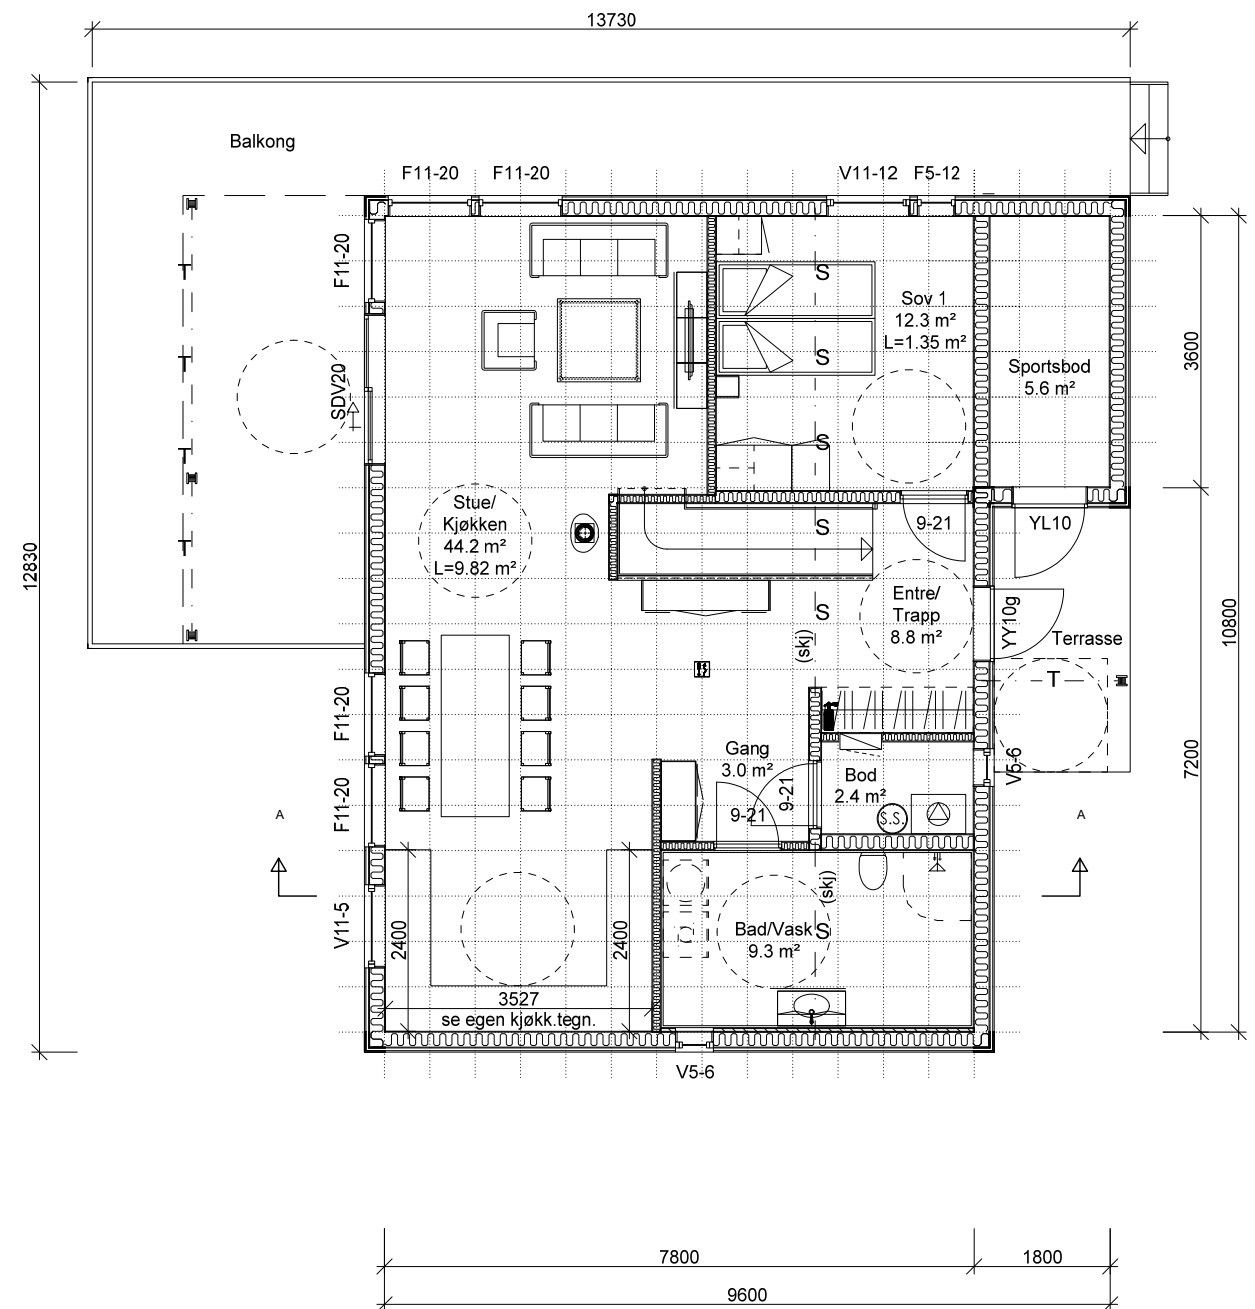 13730
Balkong
F11-20
F11-20
V11-12
F5-12
F11-20
S
Sov 1
12.3 m²
L=1.35 m²
3600
S
Sportsbod
5.6 m²
SDV20
S
Stue/
Kjøkken
44.2 m²
L=9.82 m²
S
9-21
YL10
12830
Entre/
Trapp
8.8 m²
S
YY10g
10800
(skj)
Terrasse
T
F11-20
Gang
3.0 m²
7200
V5-6
Bod
2.4 m²
9-21
F11-20
9-21
S.S.
A
A
(skj)
V11-5
2400
2400
Bad/Vask
S
9.3 m²
3527
se egen kjøkk.tegn.
V5-6
7800
1800
9600